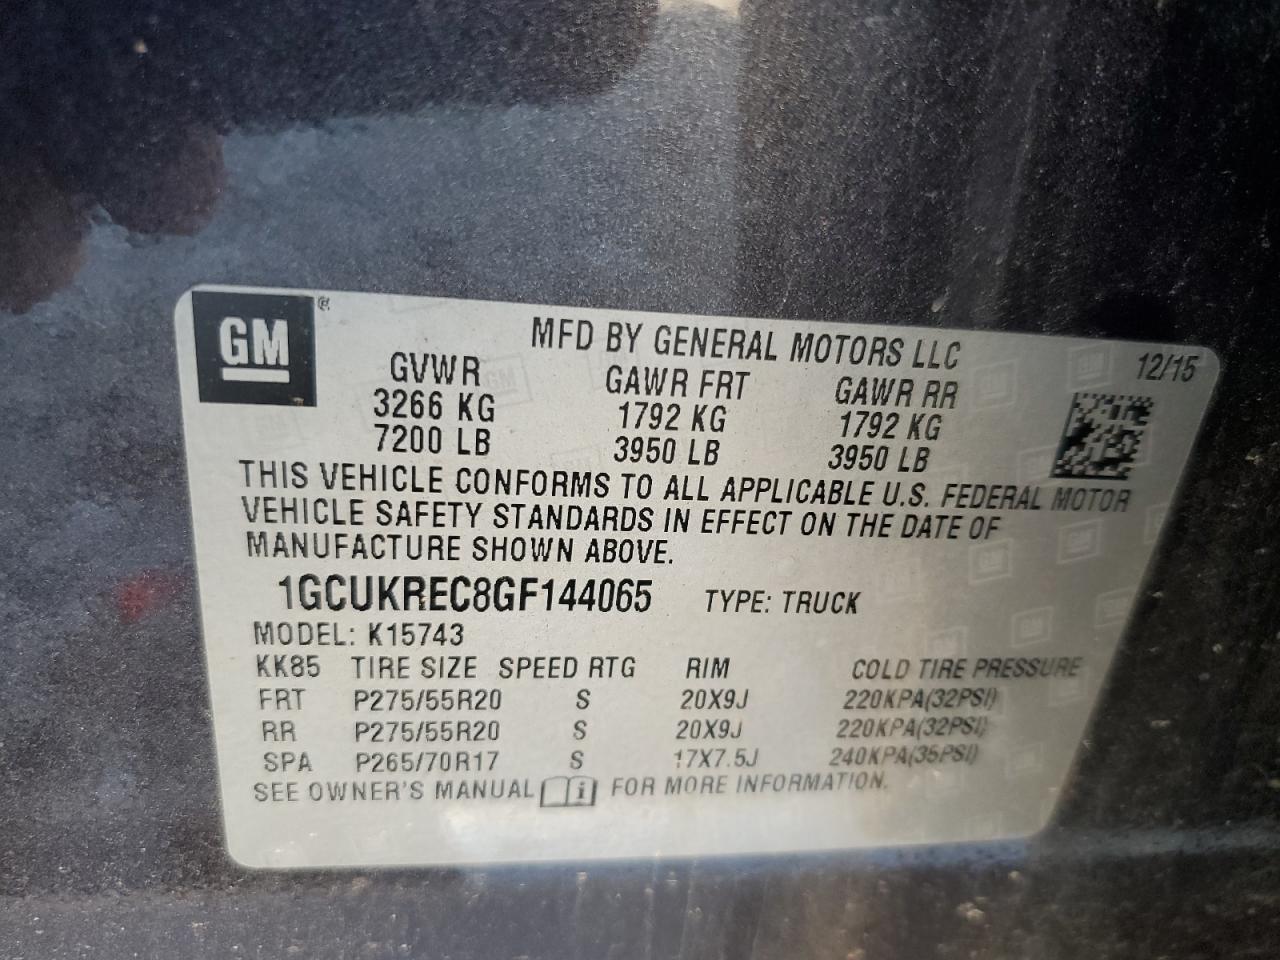 GM ®
MFD BY GENERAL MOTORS LLC 12/15
GVWR GAWR FRT GAWR RR
3266 KG 1792 KG 1792 KG
7200 LB 3950 LB 3950 LB
THIS VEHICLE CONFORMS TO ALL APPLICABLE U.S. FEDERAL MOTOR
VEHICLE SAFETY STANDARDS IN EFFECT ON THE DATE OF
MANUFACTURE SHOWN ABOVE.
1GCUKREC8GF144065 TYPE: TRUCK
MODEL: K15743
KK85 TIRE SIZE SPEED RTG RIM COLD TIRE PRESSURE
FRT P275/55R20 S 20X9J 220KPA(32PSI)
RR P275/55R20 S 20X9J 220KPA(32PSI)
SPA P265/70R17 S 17X7.5J 240KPA(35PSI)
SEE OWNER'S MANUAL i FOR MORE INFORMATION.